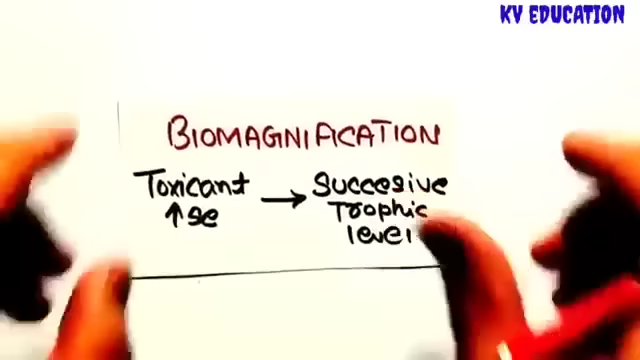 KV EDUCATION
BIOMAGNIFICATION
Toxicant → Succesive
↑se Trophic
level